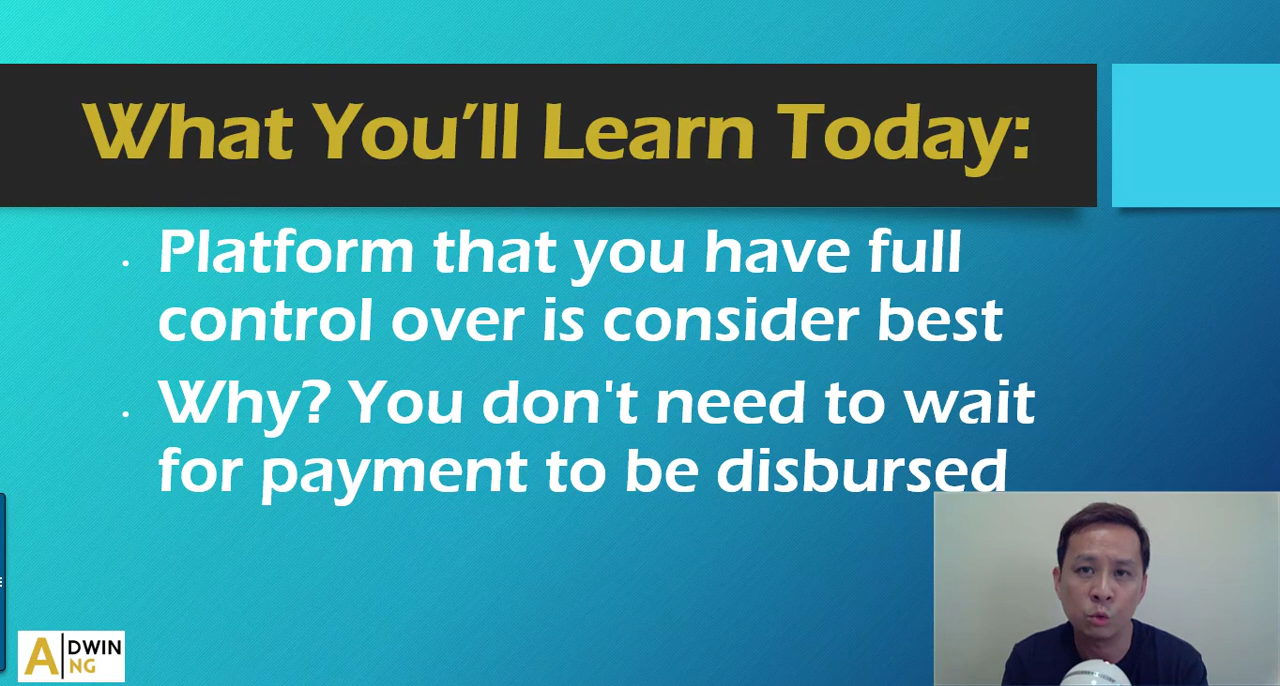 What You’ll Learn Today:
Platform that you have full
control over is consider best
Why? You don't need to wait
for payment to be disbursed
ADWIN
NG